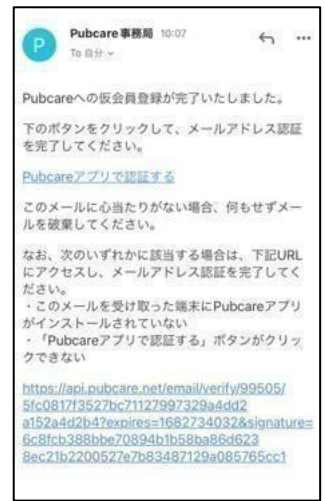 P
Pubcare事務局 10:07
To 自分
Pubcareへの仮会員登録が完了いたしました。
下のボタンをクリックして、メールアドレス認証
を完了してください。
Pubcareアプリで認証する
このメールに心当たりがない場合、何もせずメー
ルを破棄してください。
なお、次のいずれかに該当する場合は、下記URL
にアクセスし、メールアドレス認証を完了してく
ださい。
・このメールを受け取った端末にPubcareアプリ
がインストールされていない
・「Pubcareアプリで認証する」ボタンがクリッ
クできない
https://api.pubcare.net/email/verify/99505/
5fc0817f3527bc71127997329a4dd2
a152a4d2b4?expires=1682734032&signature=
6c8fcb388bbe70894b1b58ba86d623
8ec21b2200527e7b83487129a085765cc1